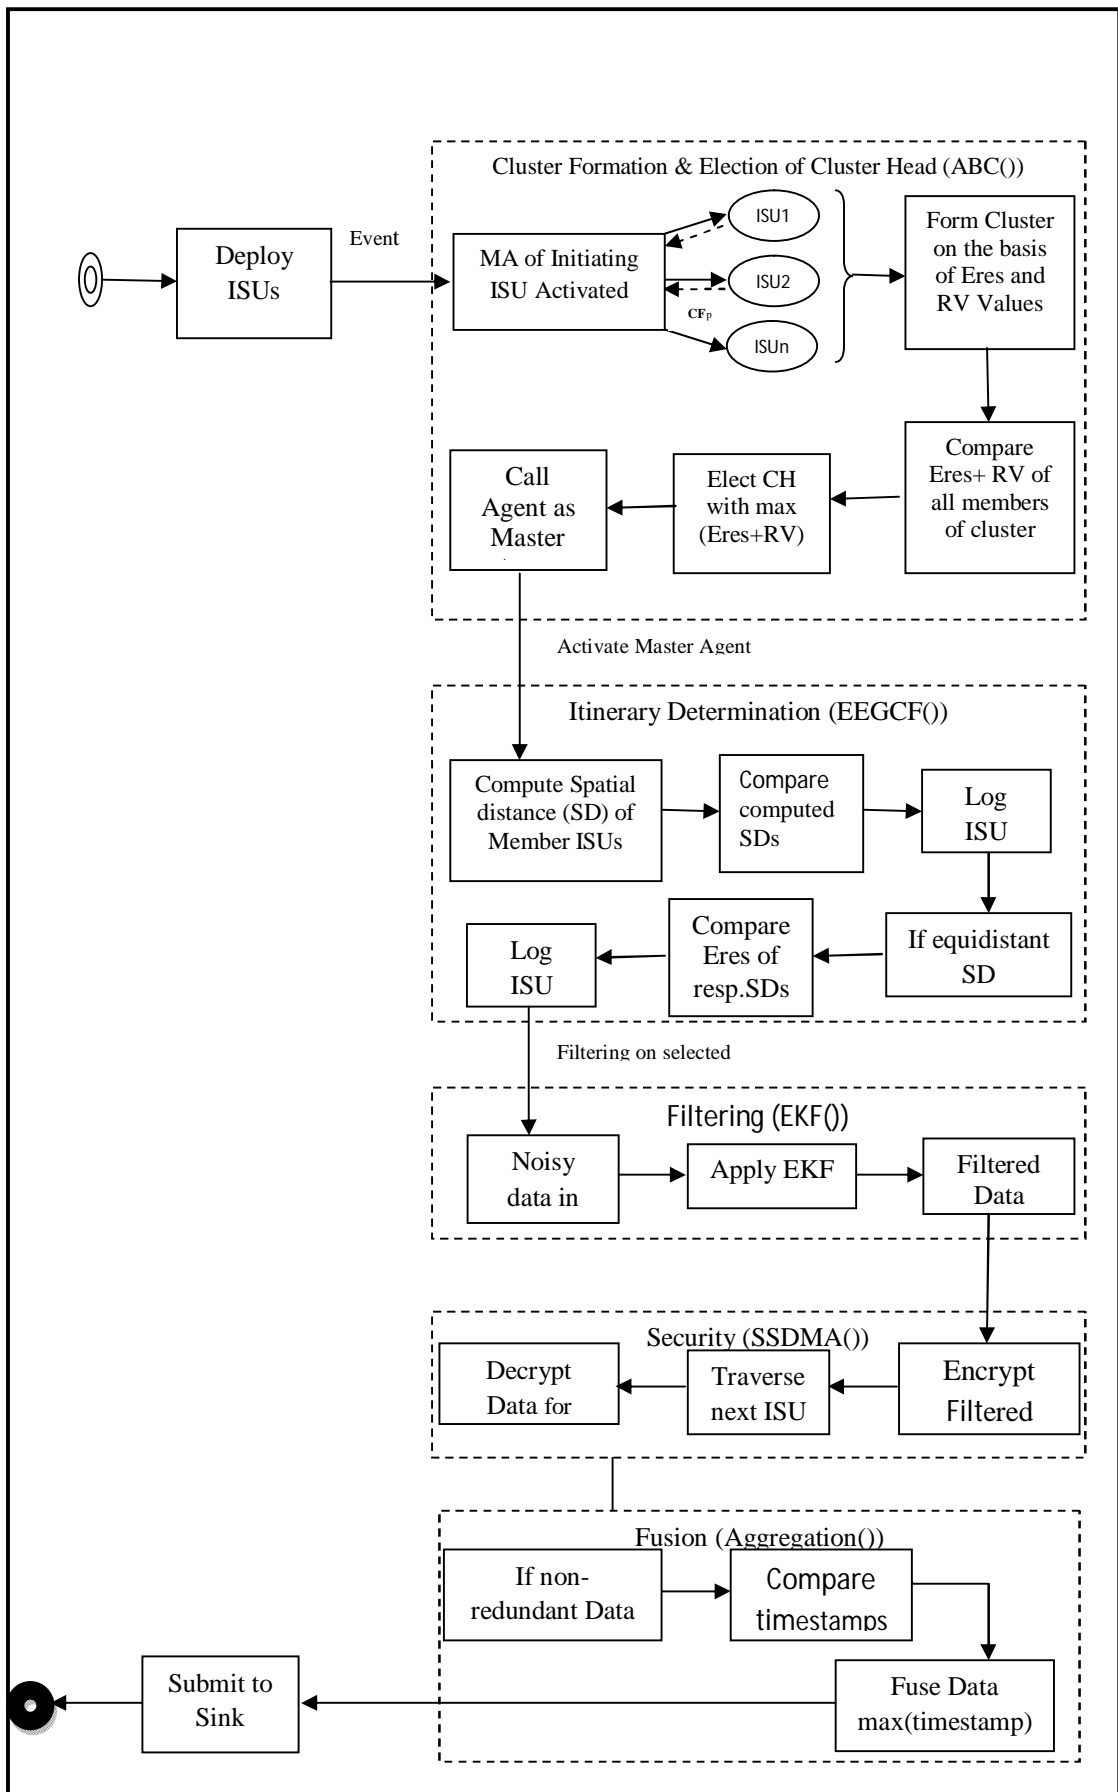 Cluster Formation & Election of Cluster Head (ABC())
Deploy
ISUs
Event
MA of Initiating
ISU Activated
ISU1
ISU2
CFp
ISUn
Form Cluster
on the basis
of Eres and
RV Values
Compare
Eres+ RV of
all members
of cluster
Elect CH
with max
(Eres+RV)
Call
Agent as
Master
Activate Master Agent
Itinerary Determination (EEGCF())
Compute Spatial
distance (SD) of
Member ISUs
Compare
computed
SDs
Log
ISU
If equidistant
SD
Compare
Eres of
resp.SDs
Log
ISU
Filtering on selected
Filtering (EKF())
Noisy
data in
Apply EKF
Filtered
Data
Security (SSDMA())
Encrypt
Filtered
Traverse
next ISU
Decrypt
Data for
Fusion (Aggregation())
If non-
redundant Data
Compare
timestamps
Fuse Data
max(timestamp)
Submit to
Sink